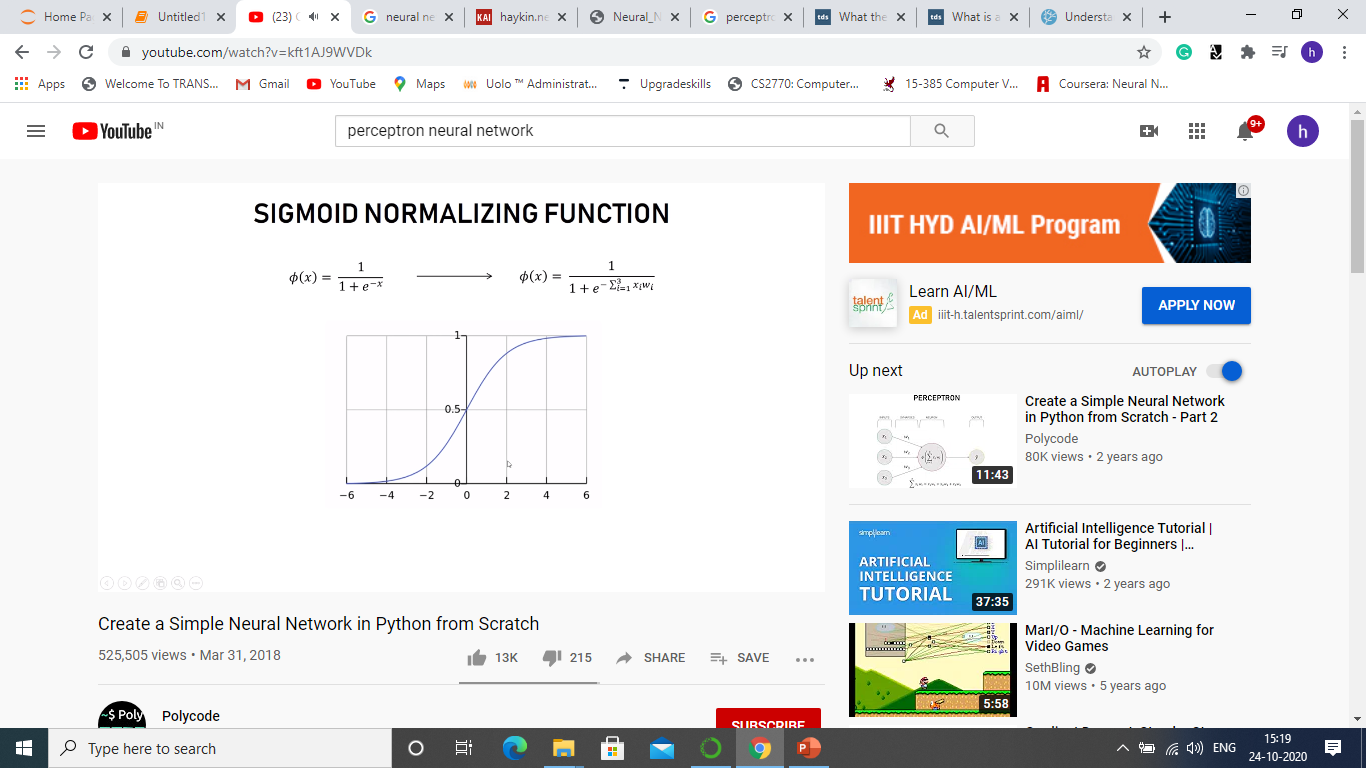 Home Pa
Untitled1
(23) C
neural ne
haykin.ne
Neural_N
perceptro
What the
What is a
Understa
youtube.com/watch?v=kft1AJ9WVDk
Apps
Welcome To TRANS...
Gmail
YouTube
Maps
Uolo ™ Administrat...
Upgradeskills
CS2770: Computer...
15-385 Computer V...
Coursera: Neural N...
YouTube IN
perceptron neural network
9+
h
SIGMOID NORMALIZING FUNCTION
ϕ(x) = 1 / (1 + e^{-x}) → ϕ(x) = 1 / (1 + e^{-∑_{i=1}^{3} x_i w_i})
1
0.5
0
−6 −4 −2 0 2 4 6
Create a Simple Neural Network in Python from Scratch
525,505 views • Mar 31, 2018
13K
215
SHARE
SAVE
~$ Poly
Polycode
SUBSCRIBE
IIIT HYD AI/ML Program
talent
sprint
Learn AI/ML
Ad iiit-h.talentsprint.com/aiml/
APPLY NOW
Up next
AUTOPLAY
PERCEPTRON
11:43
Create a Simple Neural Network
in Python from Scratch - Part 2
Polycode
80K views • 2 years ago
simplilearn
AI
ARTIFICIAL
INTELLIGENCE
TUTORIAL
37:35
Artificial Intelligence Tutorial |
AI Tutorial for Beginners |...
Simplilearn
291K views • 2 years ago
5:58
MarI/O - Machine Learning for
Video Games
SethBling
10M views • 5 years ago
Type here to search
ENG
15:19
24-10-2020